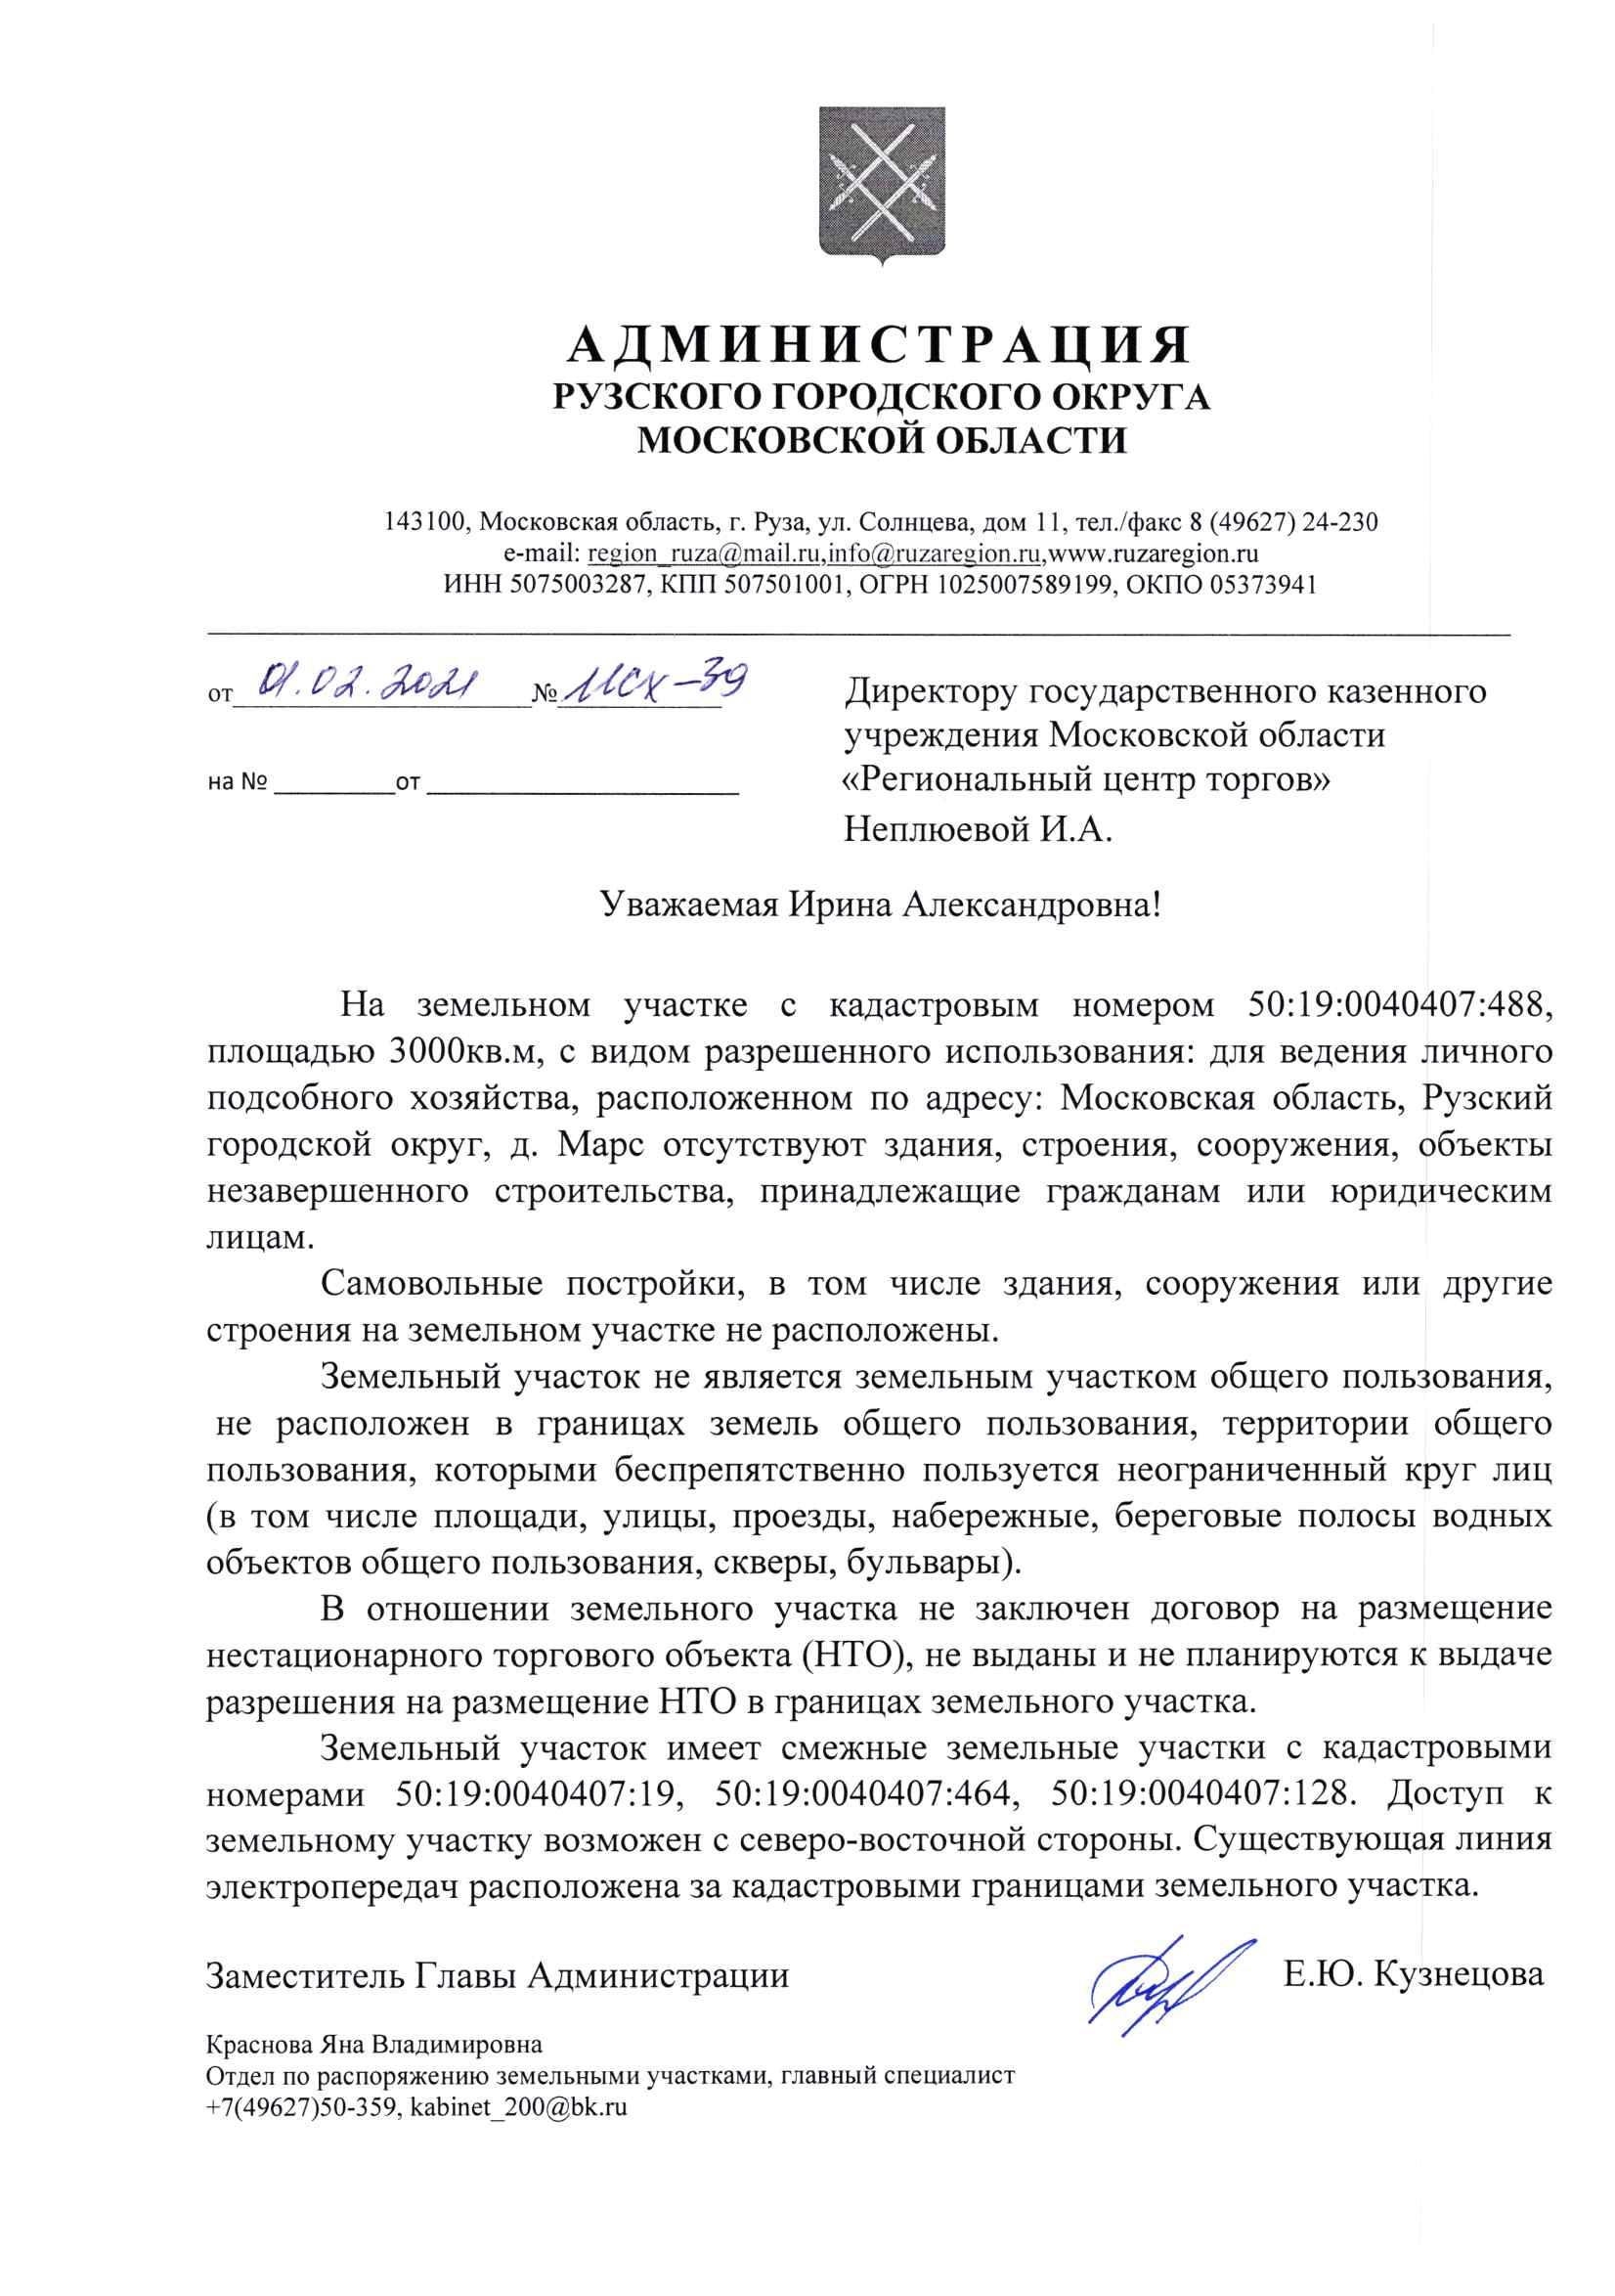 АДМИНИСТРАЦИЯ
РУЗСКОГО ГОРОДСКОГО ОКРУГА
МОСКОВСКОЙ ОБЛАСТИ
143100, Московская область, г. Руза, ул. Солнцева, дом 11, тел./факс 8 (49627) 24-230
e-mail: region_ruza@mail.ru,info@ruzaregion.ru,www.ruzaregion.ru
ИНН 5075003287, КПП 507501001, ОГРН 1025007589199, ОКПО 05373941
от 01.02.2021 № исх-39
на № _________от _______________________
Директору государственного казенного
учреждения Московской области
«Региональный центр торгов»
Неплюевой И.А.
Уважаемая Ирина Александровна!
На земельном участке с кадастровым номером 50:19:0040407:488,
площадью 3000кв.м, с видом разрешенного использования: для ведения личного
подсобного хозяйства, расположенном по адресу: Московская область, Рузский
городской округ, д. Марс отсутствуют здания, строения, сооружения, объекты
незавершенного строительства, принадлежащие гражданам или юридическим
лицам.
Самовольные постройки, в том числе здания, сооружения или другие
строения на земельном участке не расположены.
Земельный участок не является земельным участком общего пользования,
не расположен в границах земель общего пользования, территории общего
пользования, которыми беспрепятственно пользуется неограниченный круг лиц
(в том числе площади, улицы, проезды, набережные, береговые полосы водных
объектов общего пользования, скверы, бульвары).
В отношении земельного участка не заключен договор на размещение
нестационарного торгового объекта (НТО), не выданы и не планируются к выдаче
разрешения на размещение НТО в границах земельного участка.
Земельный участок имеет смежные земельные участки с кадастровыми
номерами 50:19:0040407:19, 50:19:0040407:464, 50:19:0040407:128. Доступ к
земельному участку возможен с северо-восточной стороны. Существующая линия
электропередач расположена за кадастровыми границами земельного участка.
Заместитель Главы Администрации Е.Ю. Кузнецова
Краснова Яна Владимировна
Отдел по распоряжению земельными участками, главный специалист
+7(49627)50-359, kabinet_200@bk.ru